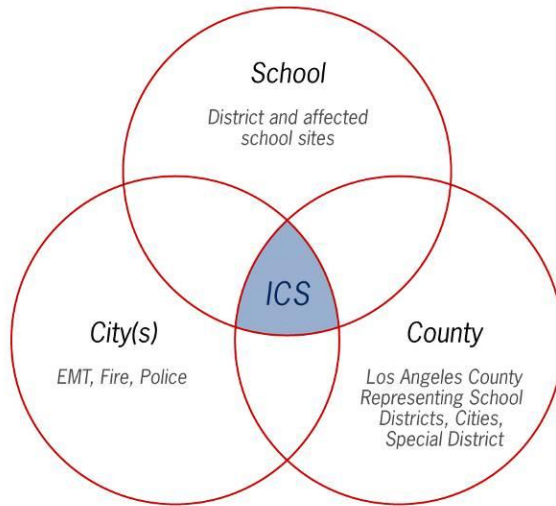 School
District and affected
school sites
ICS
City(s)
EMT, Fire, Police
County
Los Angeles County
Representing School
Districts, Cities,
Special District